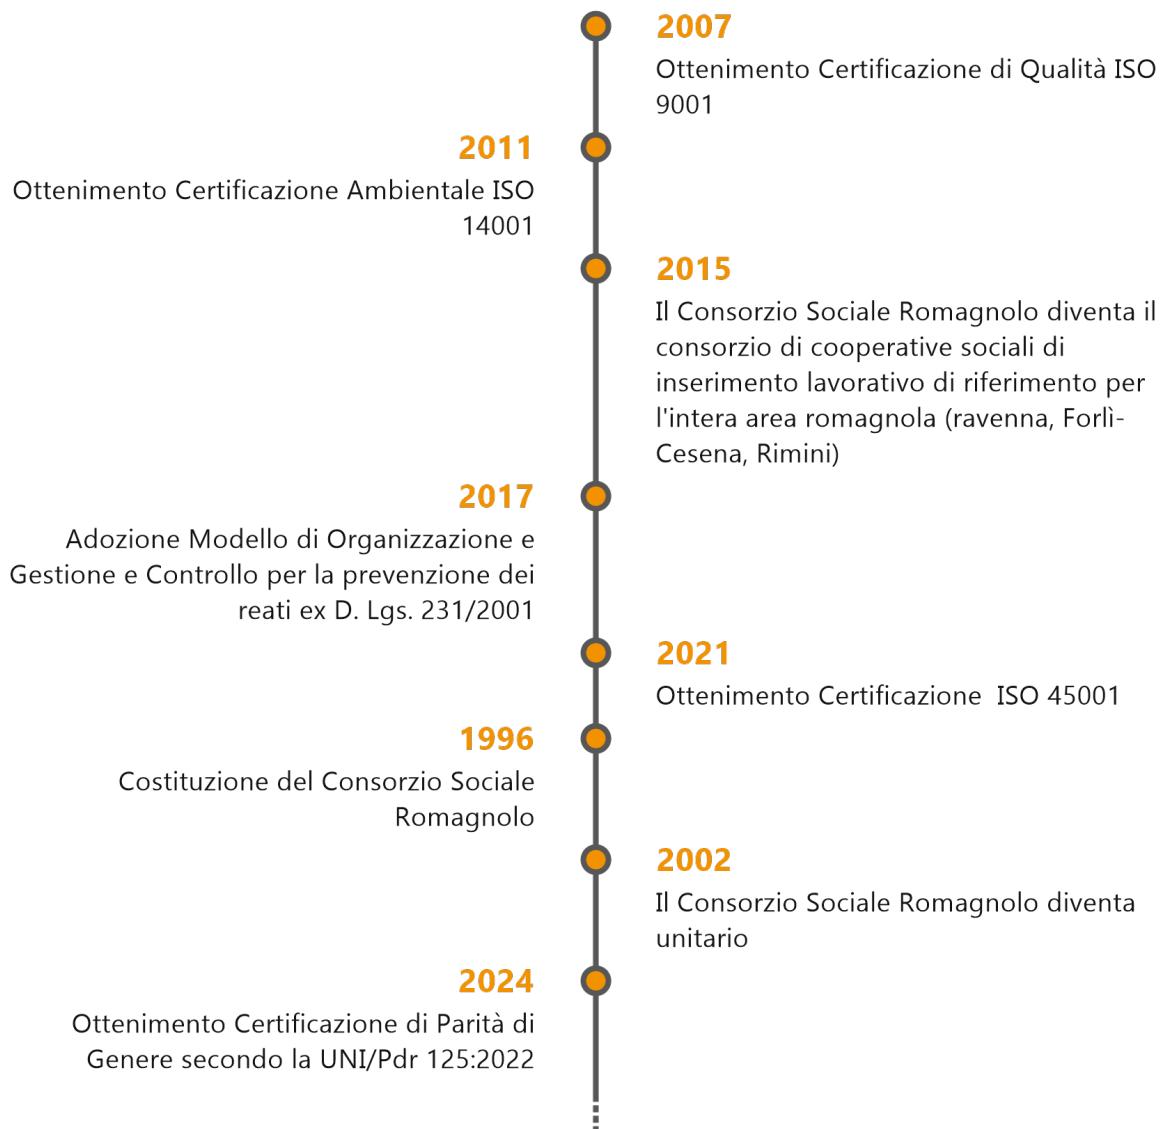 2007
Ottenimento Certificazione di Qualità ISO
9001
2011
Ottenimento Certificazione Ambientale ISO
14001
2015
Il Consorzio Sociale Romagnolo diventa il
consorzio di cooperative sociali di
inserimento lavorativo di riferimento per
l'intera area romagnola (ravenna, Forlì-
Cesena, Rimini)
2017
Adozione Modello di Organizzazione e
Gestione e Controllo per la prevenzione dei
reati ex D. Lgs. 231/2001
2021
Ottenimento Certificazione  ISO 45001
1996
Costituzione del Consorzio Sociale
Romagnolo
2002
Il Consorzio Sociale Romagnolo diventa
unitario
2024
Ottenimento Certificazione di Parità di
Genere secondo la UNI/Pdr 125:2022